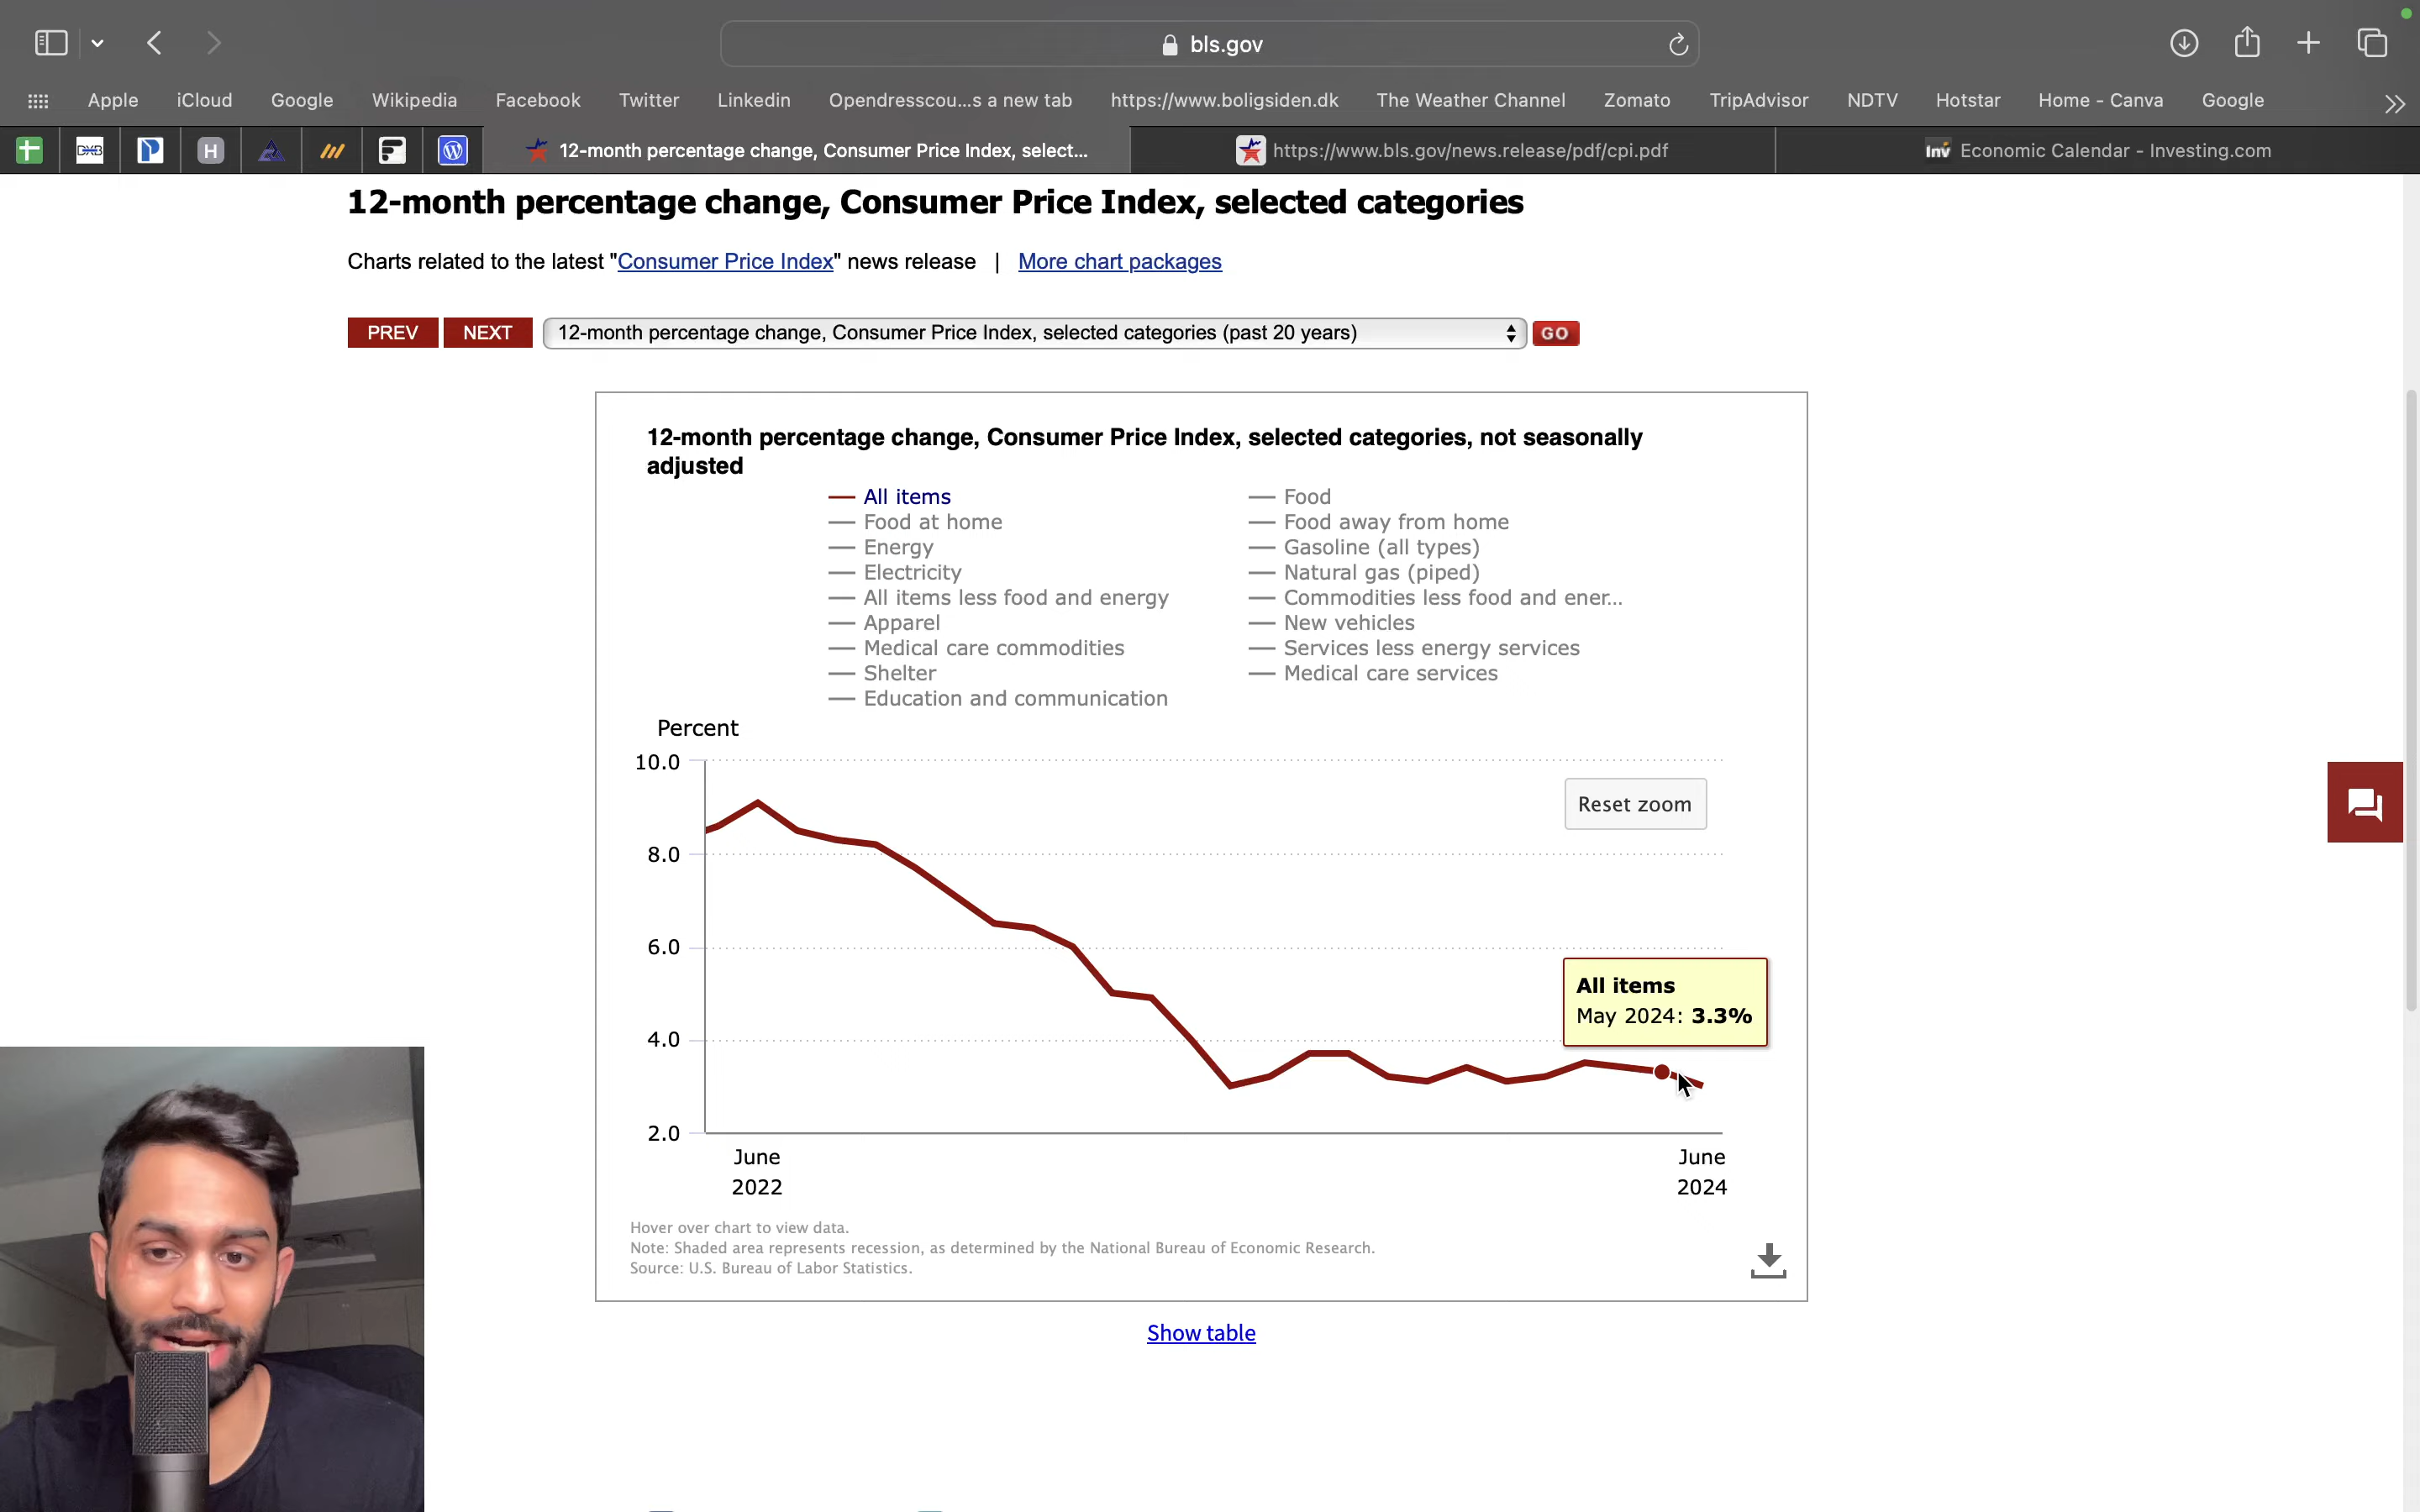 bls.gov
Apple iCloud Google Wikipedia Facebook Twitter Linkedin Opendresscou...s a new tab https://www.boligsiden.dk The Weather Channel Zomato TripAdvisor NDTV Hotstar Home - Canva Google
DXB P H W 12-month percentage change, Consumer Price Index, select... https://www.bls.gov/news.release/pdf/cpi.pdf Inv Economic Calendar - Investing.com
12-month percentage change, Consumer Price Index, selected categories
Charts related to the latest "Consumer Price Index" news release | More chart packages
PREV NEXT 12-month percentage change, Consumer Price Index, selected categories (past 20 years) GO
12-month percentage change, Consumer Price Index, selected categories, not seasonally
adjusted
All items Food
Food at home Food away from home
Energy Gasoline (all types)
Electricity Natural gas (piped)
All items less food and energy Commodities less food and ener...
Apparel New vehicles
Medical care commodities Services less energy services
Shelter Medical care services
Education and communication
Percent
10.0
Reset zoom
8.0
6.0
All items
May 2024: 3.3%
4.0
2.0
June June
2022 2024
Hover over chart to view data.
Note: Shaded area represents recession, as determined by the National Bureau of Economic Research.
Source: U.S. Bureau of Labor Statistics.
Show table